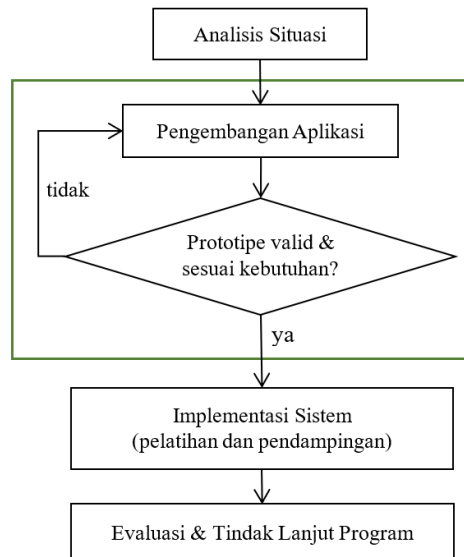 Analisis Situasi
Pengembangan Aplikasi
tidak
Prototipe valid &
sesuai kebutuhan?
ya
Implementasi Sistem
(pelatihan dan pendampingan)
Evaluasi & Tindak Lanjut Program